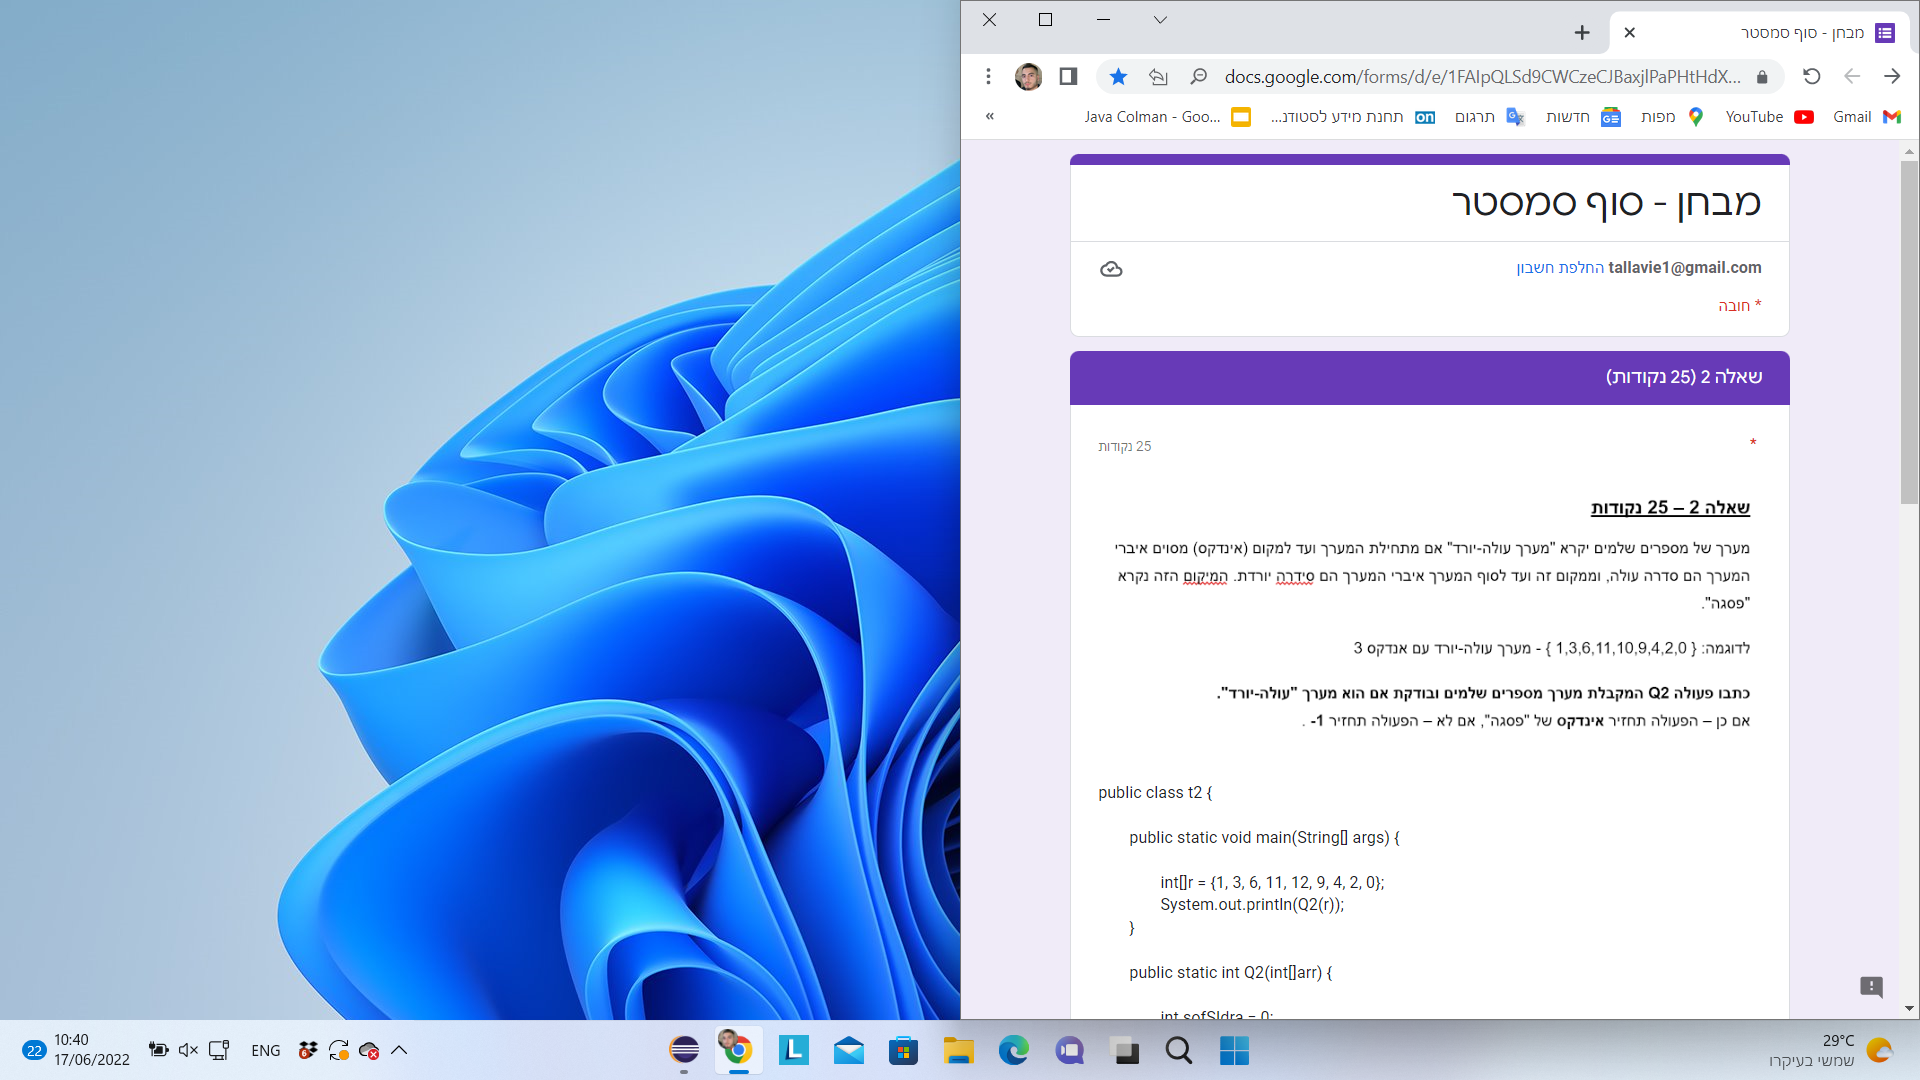 מבחן - סוף סמסטר
docs.google.com/forms/d/e/1FAIpQLSd9CWCzeCJBaxjlPaPHtHdX...
Gmail
YouTube
מפות
חדשות
תרגום
תחנת מידע לסטודנ...
Java Colman - Goo...
«
מבחן - סוף סמסטר
tallavie1@gmail.com החלפת חשבון
* חובה
שאלה 2 (25 נקודות)
*
25 נקודות
שאלה 2 – 25 נקודות
מערך של מספרים שלמים יקרא "מערך עולה-יורד" אם מתחילת המערך ועד למקום (אינדקס) מסוים איברי
המערך הם סדרה עולה, וממקום זה ועד לסוף המערך איברי המערך הם סידרה יורדת. המיקום הזה נקרא
"פסגה".
לדוגמה: { 1,3,6,11,10,9,4,2,0 } - מערך עולה-יורד עם אנדקס 3
כתבו פעולה Q2 המקבלת מערך מספרים שלמים ובודקת אם הוא מערך "עולה-יורד".
אם כן – הפעולה תחזיר אינדקס של "פסגה", אם לא – הפעולה תחזיר 1- .
public class t2 {
public static void main(String[] args) {
int[]r = {1, 3, 6, 11, 12, 9, 4, 2, 0};
System.out.println(Q2(r));
}
public static int Q2(int[]arr) {
int sofSIdra = 0;
22
10:40
17/06/2022
ENG
6
L
29°C
שמשי בעיקרו